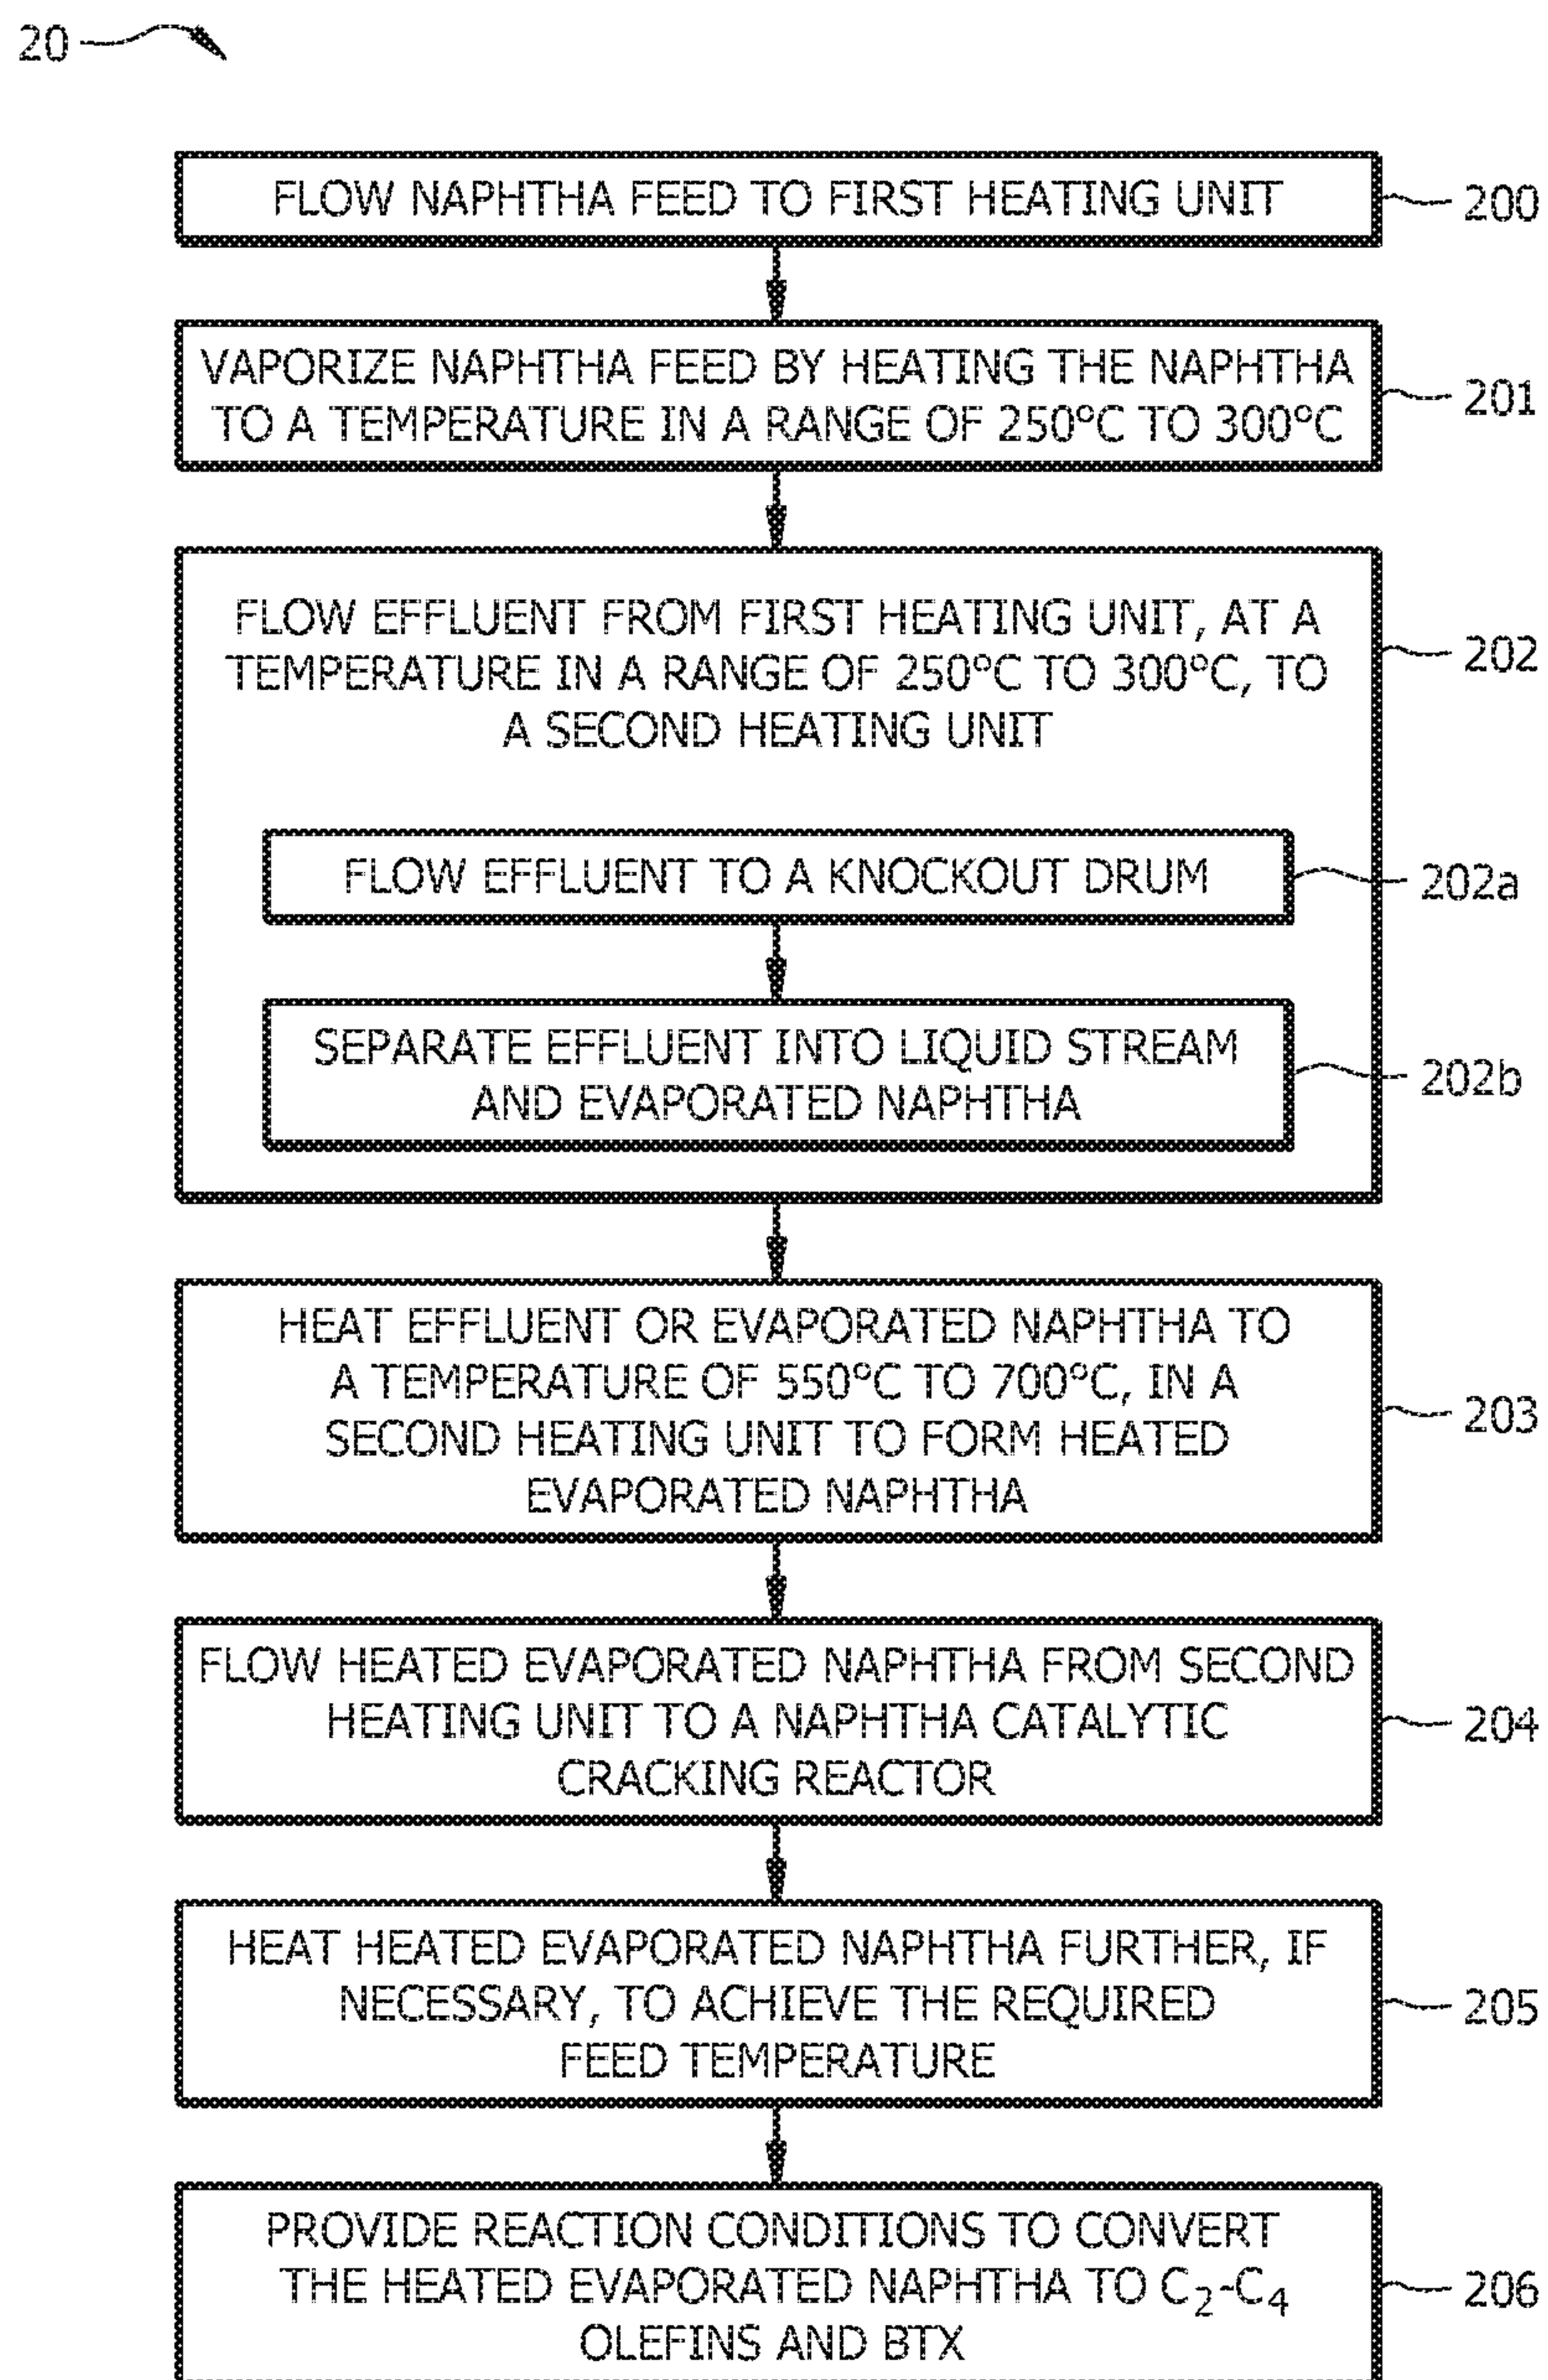 20
FLOW NAPHTHA FEED TO FIRST HEATING UNIT
200
VAPORIZE NAPHTHA FEED BY HEATING THE NAPHTHA
TO A TEMPERATURE IN A RANGE OF 250°C TO 300°C
201
FLOW EFFLUENT FROM FIRST HEATING UNIT, AT A
TEMPERATURE IN A RANGE OF 250°C TO 300°C, TO
A SECOND HEATING UNIT
202
FLOW EFFLUENT TO A KNOCKOUT DRUM
202a
SEPARATE EFFLUENT INTO LIQUID STREAM
AND EVAPORATED NAPHTHA
202b
HEAT EFFLUENT OR EVAPORATED NAPHTHA TO
A TEMPERATURE OF 550°C TO 700°C, IN A
SECOND HEATING UNIT TO FORM HEATED
EVAPORATED NAPHTHA
203
FLOW HEATED EVAPORATED NAPHTHA FROM SECOND
HEATING UNIT TO A NAPHTHA CATALYTIC
CRACKING REACTOR
204
HEAT HEATED EVAPORATED NAPHTHA FURTHER, IF
NECESSARY, TO ACHIEVE THE REQUIRED
FEED TEMPERATURE
205
PROVIDE REACTION CONDITIONS TO CONVERT
THE HEATED EVAPORATED NAPHTHA TO C₂-C₄
OLEFINS AND BTX
206